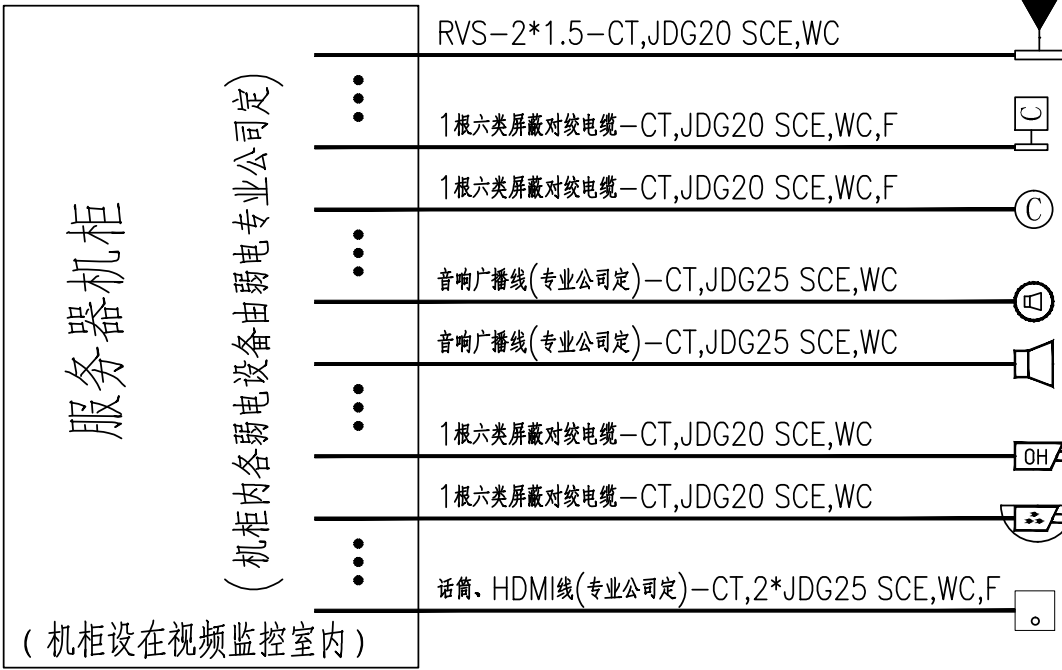 服务器机柜
(机柜内各弱电设备由弱电专业公司定)
(机柜设在视频监控室内)
RVS-2*1.5-CT,JDG20 SCE,WC
1根六类屏蔽对绞电缆-CT,JDG20 SCE,WC,F
C
1根六类屏蔽对绞电缆-CT,JDG20 SCE,WC,F
C
音响广播线(专业公司定)-CT,JDG25 SCE,WC
音响广播线(专业公司定)-CT,JDG25 SCE,WC
1根六类屏蔽对绞电缆-CT,JDG20 SCE,WC
OH
1根六类屏蔽对绞电缆-CT,JDG20 SCE,WC
话筒、HDMI线(专业公司定)-CT,2*JDG25 SCE,WC,F